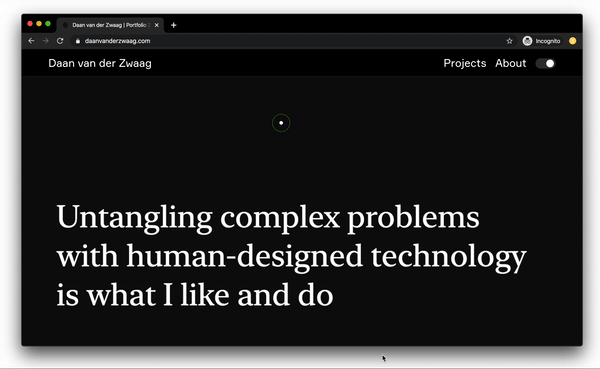 Daan van der Zwaag | Portfolio
daanvanderzwaag.com
Incognito
Daan van der Zwaag
Projects About
Untangling complex problems
with human-designed technology
is what I like and do